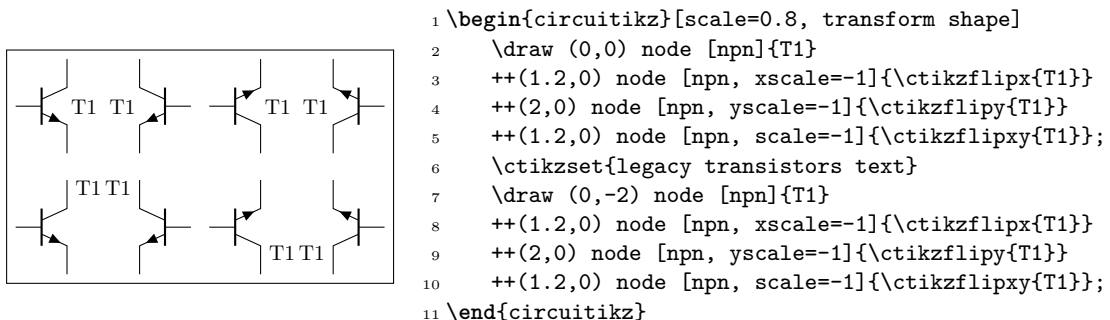 T1 T1 T1 T1
T1 T1
T1 T1
1 \begin{circuitikz}[scale=0.8, transform shape]
2 \draw (0,0) node [npn]{T1}
3 ++(1.2,0) node [npn, xscale=-1]{\ctikzflipx{T1}}
4 ++(2,0) node [npn, yscale=-1]{\ctikzflipy{T1}}
5 ++(1.2,0) node [npn, scale=-1]{\ctikzflipxy{T1}};
6 \ctikzset{legacy transistors text}
7 \draw (0,-2) node [npn]{T1}
8 ++(1.2,0) node [npn, xscale=-1]{\ctikzflipx{T1}}
9 ++(2,0) node [npn, yscale=-1]{\ctikzflipy{T1}}
10 ++(1.2,0) node [npn, scale=-1]{\ctikzflipxy{T1}};
11 \end{circuitikz}